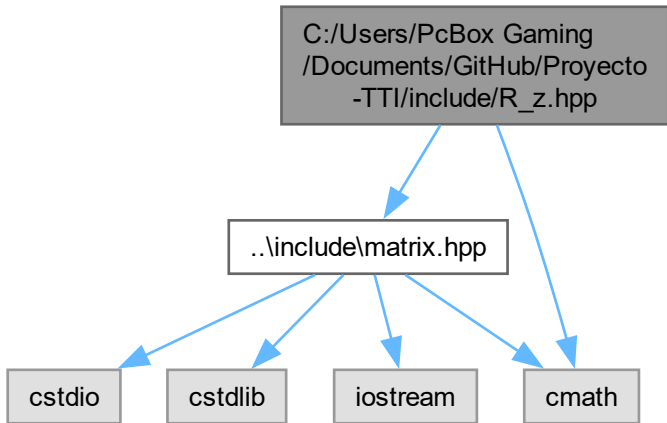 C:/Users/PcBox Gaming
/Documents/GitHub/Proyecto
-TTI/include/R_z.hpp
..\include\matrix.hpp
cstdio
cstdlib
iostream
cmath